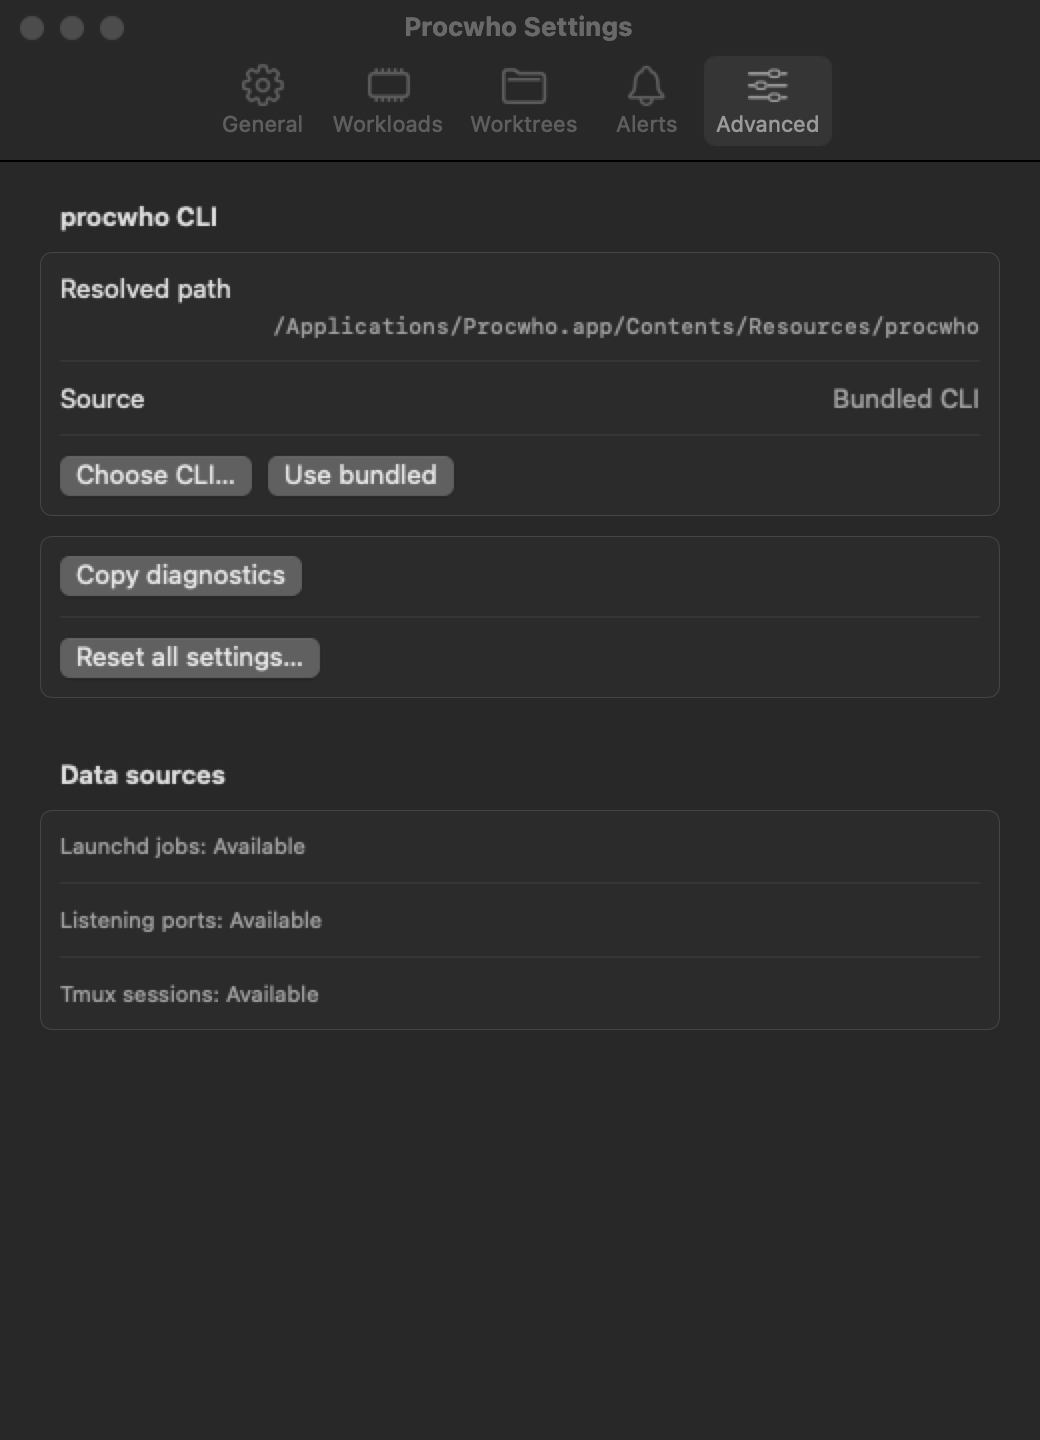 Procwho Settings
General
Workloads
Worktrees
Alerts
Advanced
procwho CLI
Resolved path
/Applications/Procwho.app/Contents/Resources/procwho
Source
Bundled CLI
Choose CLI...
Use bundled
Copy diagnostics
Reset all settings...
Data sources
Launchd jobs: Available
Listening ports: Available
Tmux sessions: Available